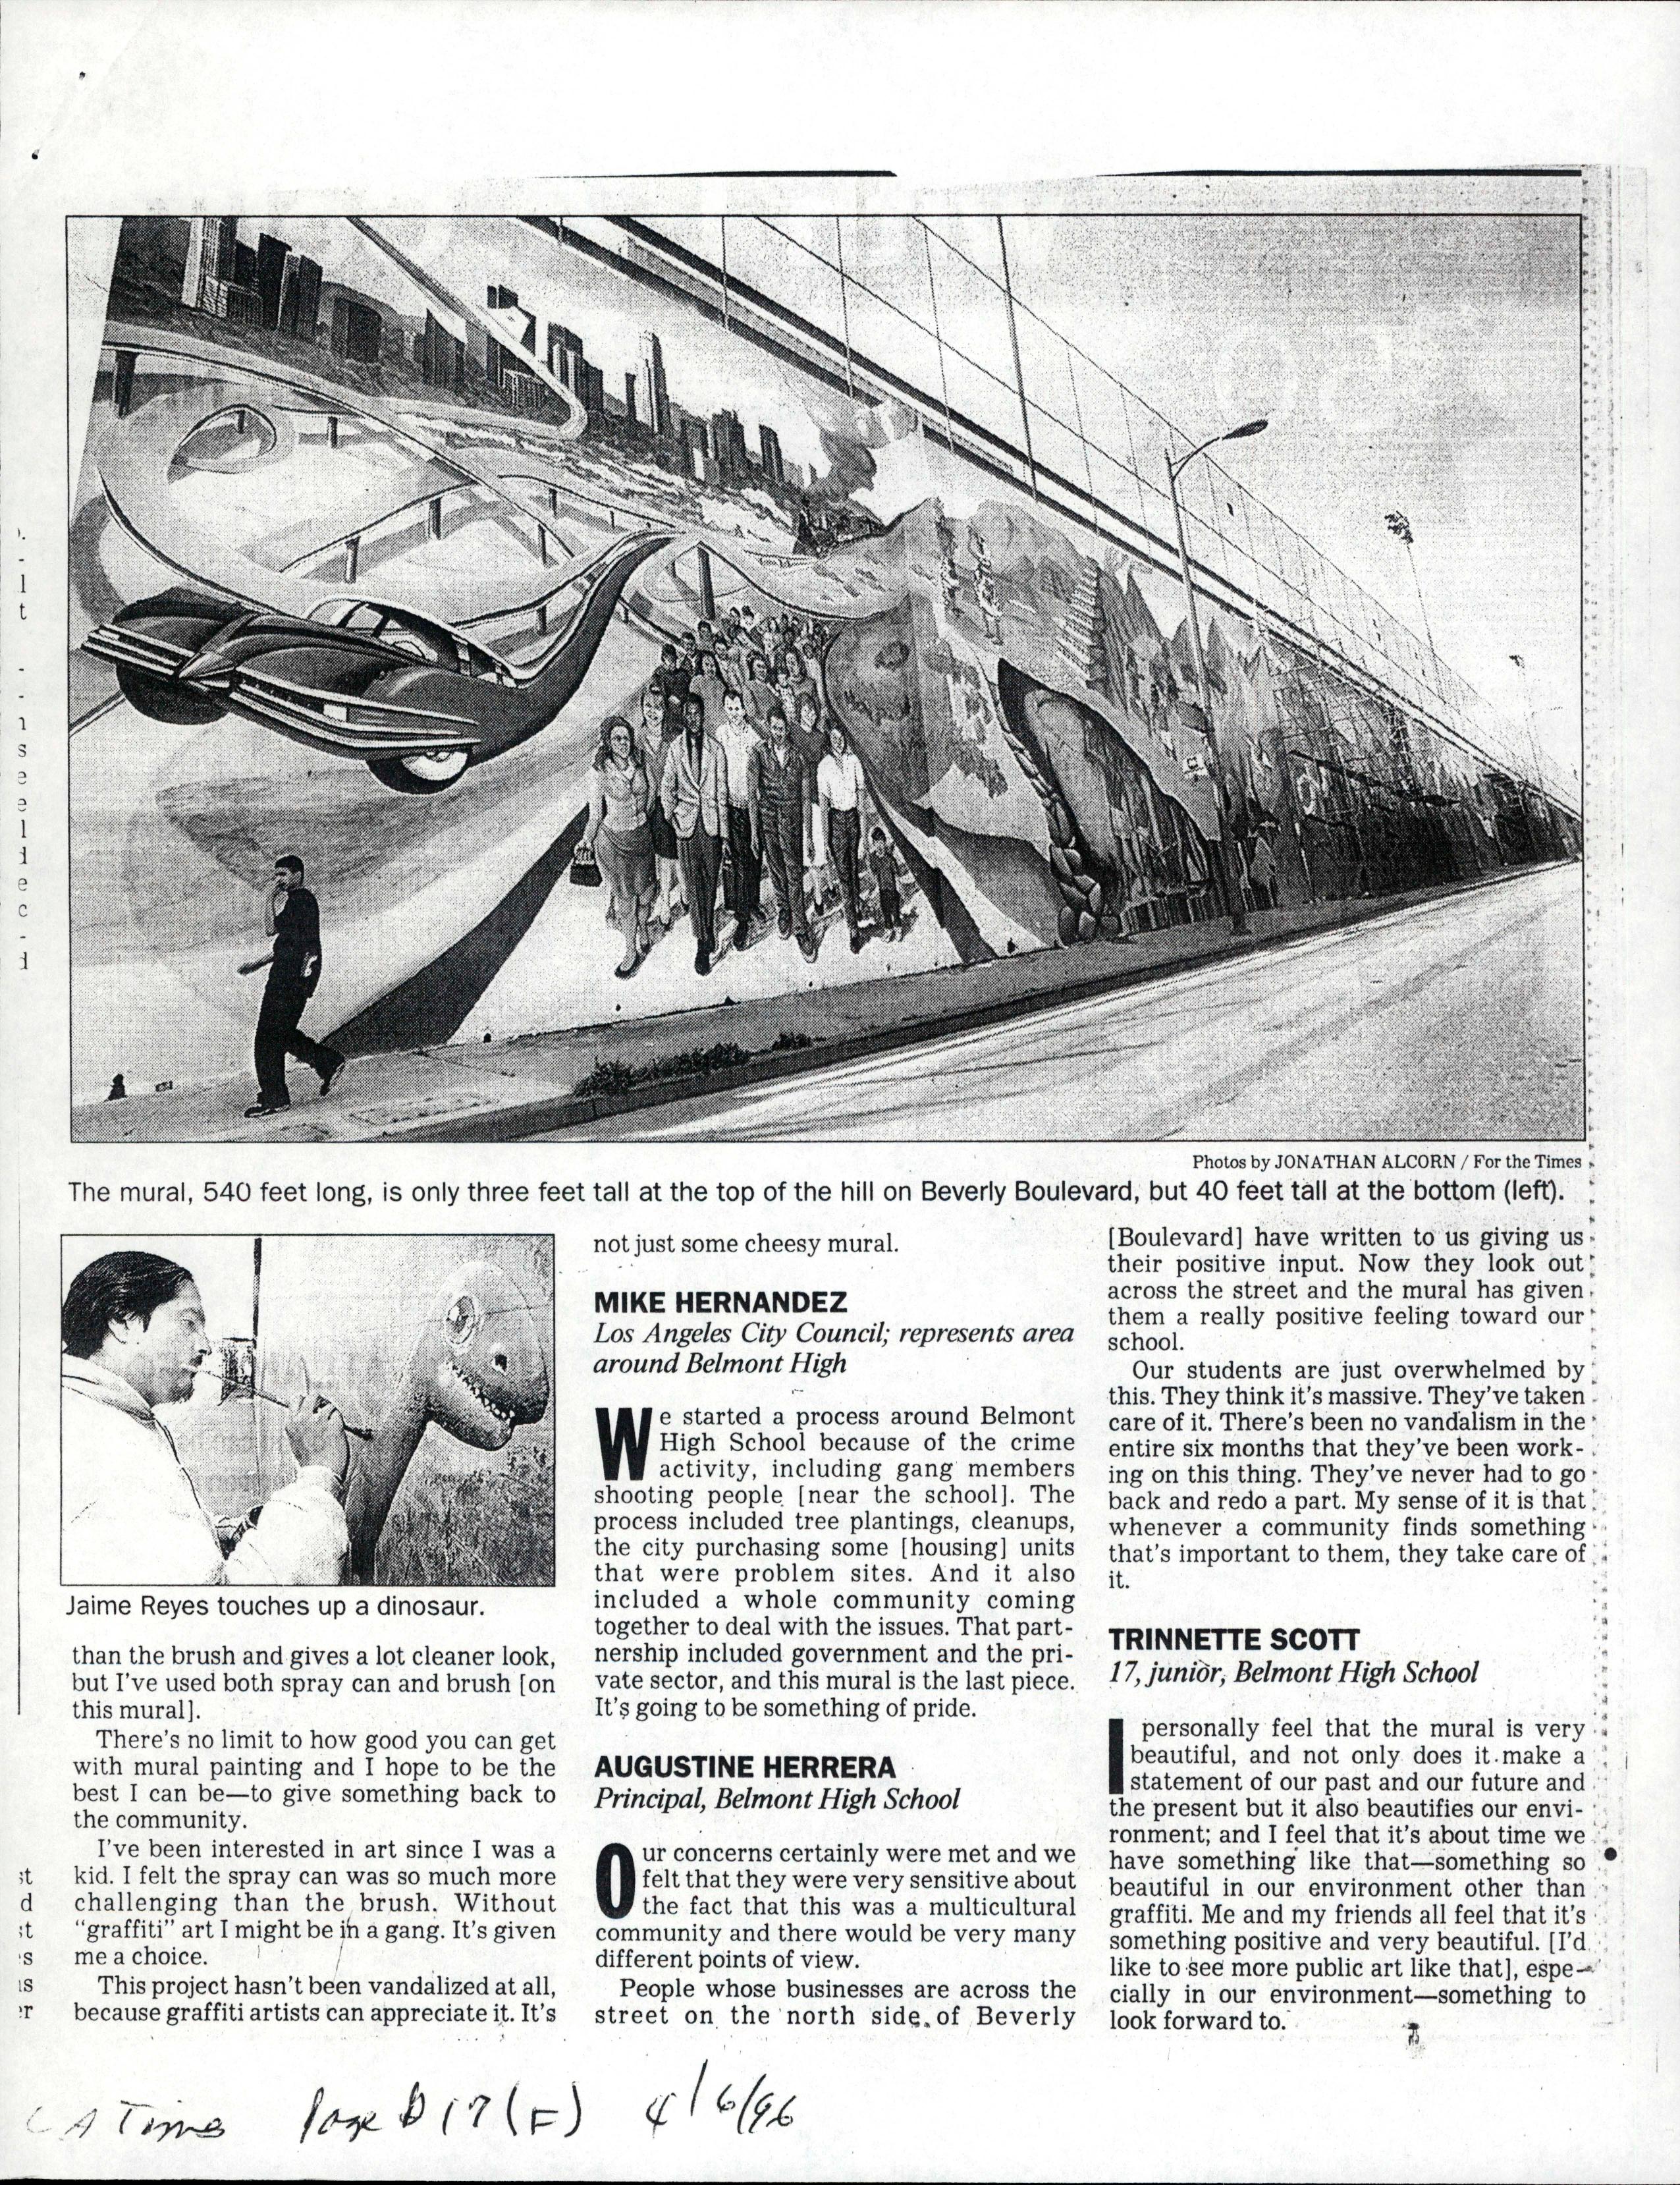 Photos by JONATHAN ALCORN / For the Times
The mural, 540 feet long, is only three feet tall at the top of the hill on Beverly Boulevard, but 40 feet tall at the bottom (left).
Jaime Reyes touches up a dinosaur.
than the brush and gives a lot cleaner look,
but I've used both spray can and brush [on
this mural].
There's no limit to how good you can get
with mural painting and I hope to be the
best I can be—to give something back to
the community.
I've been interested in art since I was a
kid. I felt the spray can was so much more
challenging than the brush. Without
"graffiti" art I might be in a gang. It's given
me a choice.
This project hasn't been vandalized at all,
because graffiti artists can appreciate it. It's
not just some cheesy mural.
MIKE HERNANDEZ
Los Angeles City Council; represents area
around Belmont High
We started a process around Belmont
High School because of the crime
activity, including gang members
shooting people [near the school]. The
process included tree plantings, cleanups,
the city purchasing some [housing] units
that were problem sites. And it also
included a whole community coming
together to deal with the issues. That part-
nership included government and the pri-
vate sector, and this mural is the last piece.
It's going to be something of pride.
AUGUSTINE HERRERA
Principal, Belmont High School
Our concerns certainly were met and we
felt that they were very sensitive about
the fact that this was a multicultural
community and there would be very many
different points of view.
People whose businesses are across the
street on the north side of Beverly
[Boulevard] have written to us giving us
their positive input. Now they look out
across the street and the mural has given
them a really positive feeling toward our
school.
Our students are just overwhelmed by
this. They think it's massive. They've taken
care of it. There's been no vandalism in the
entire six months that they've been work-
ing on this thing. They've never had to go
back and redo a part. My sense of it is that
whenever a community finds something
that's important to them, they take care of
it.
TRINNETTE SCOTT
17, junior, Belmont High School
I personally feel that the mural is very
beautiful, and not only does it make a
statement of our past and our future and
the present but it also beautifies our envi-
ronment; and I feel that it's about time we
have something like that—something so
beautiful in our environment other than
graffiti. Me and my friends all feel that it's
something positive and very beautiful. [I'd
like to see more public art like that], espe-
cially in our environment—something to
look forward to.
LA Times Page B 17 (F) 4/6/96